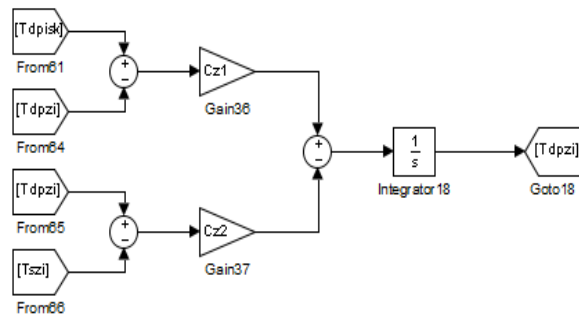 [Tdpisk]
From61
+
−
Cz1
Gain36
[Tdpzi]
From64
+
−
1
s
Integrator18
[Tdpzi]
Goto18
[Tdpzi]
From65
+
−
Cz2
Gain37
[Tszi]
From66